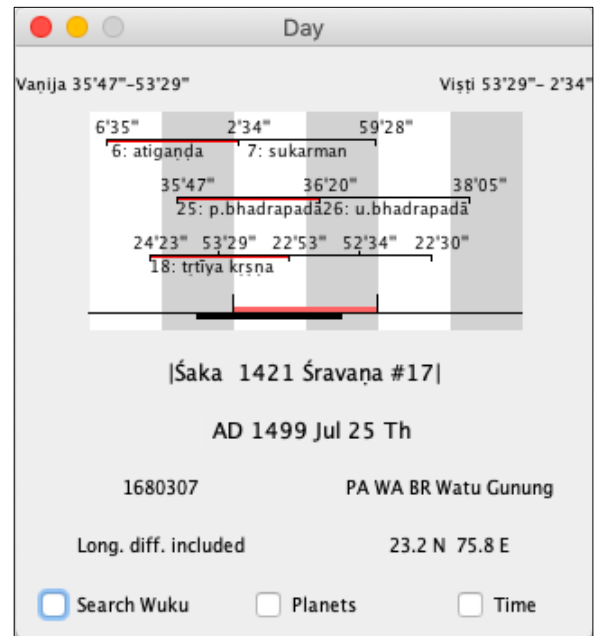 Day
Vaṇija 35'47"–53'29" Viṣṭi 53'29"– 2'34"
6'35" 2'34" 59'28"
6: atigaṇḍa 7: sukarman
35'47" 36'20" 38'05"
25: p.bhadrapadā26: u.bhadrapadā
24'23" 53'29" 22'53" 52'34" 22'30"
18: tṛtīya kṛṣṇa
|Śaka 1421 Śravaṇa #17|
AD 1499 Jul 25 Th
1680307 PA WA BR Watu Gunung
Long. diff. included 23.2 N 75.8 E
Search Wuku Planets Time